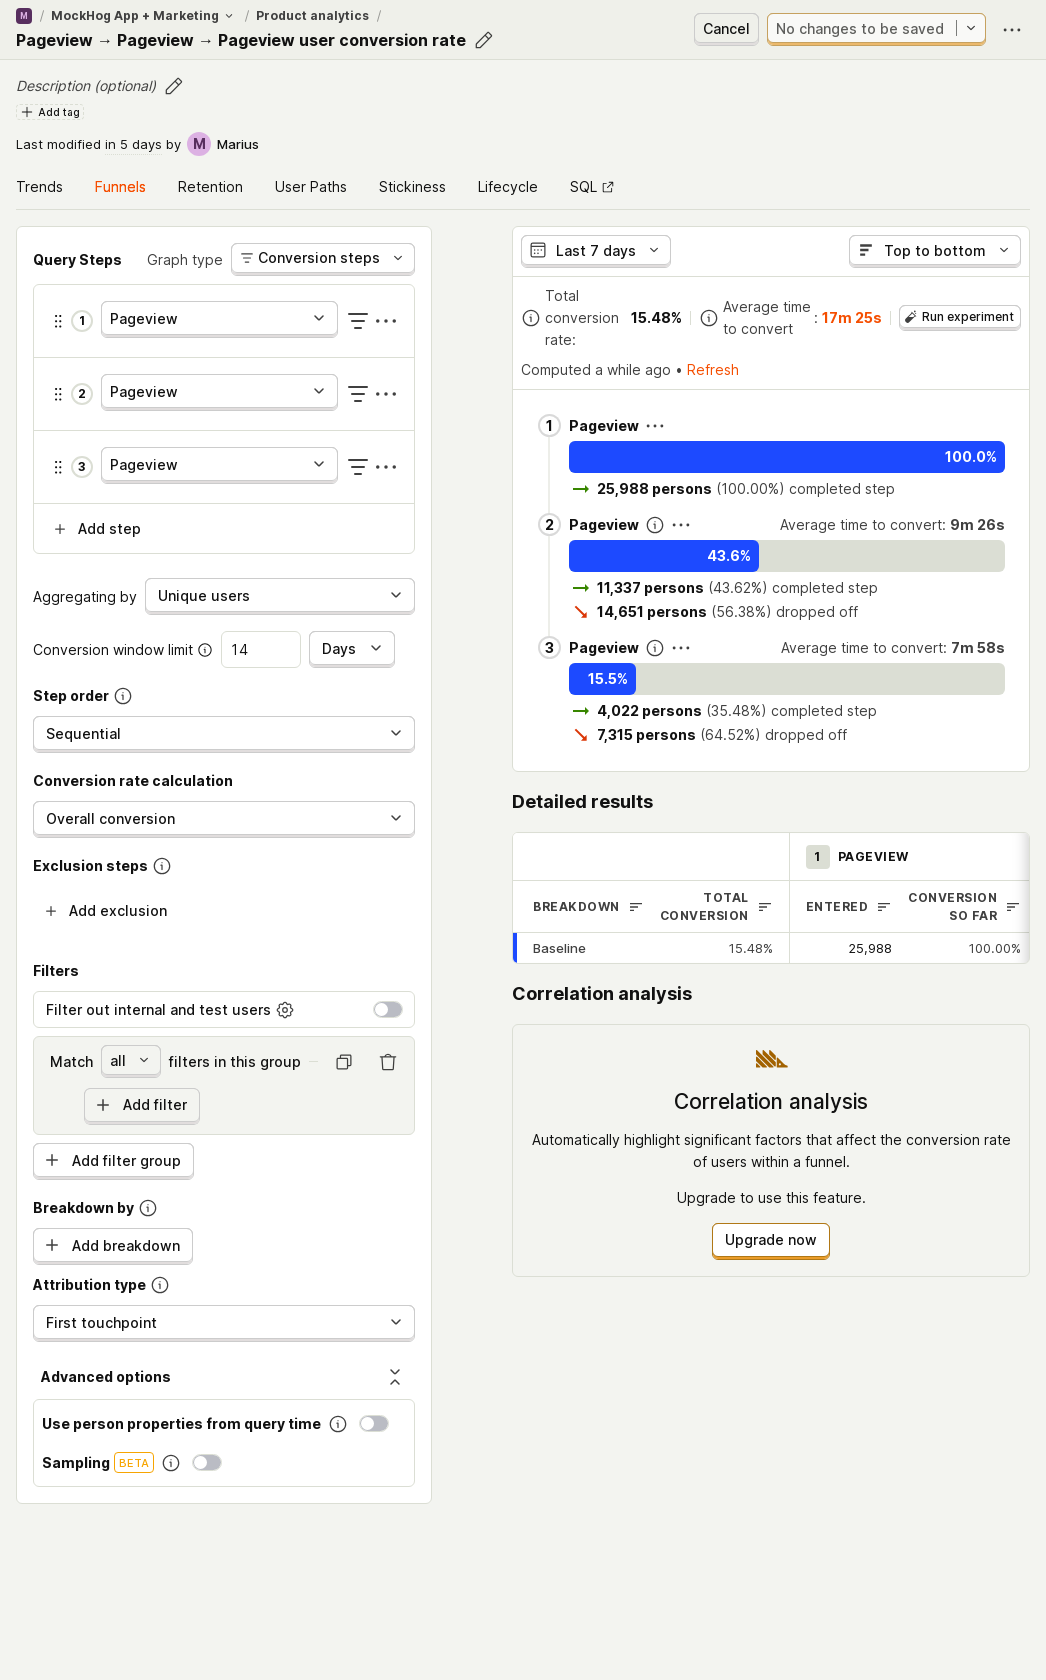 M / MockHog App + Marketing / Product analytics /
Pageview → Pageview → Pageview user conversion rate
Cancel
No changes to be saved
Description (optional)
Add tag
Last modified in 5 days by M Marius
Trends Funnels Retention User Paths Stickiness Lifecycle SQL
Query Steps Graph type Conversion steps
1 Pageview
2 Pageview
3 Pageview
Add step
Aggregating by Unique users
Conversion window limit 14 Days
Step order
Sequential
Conversion rate calculation
Overall conversion
Exclusion steps
Add exclusion
Filters
Filter out internal and test users
Match all filters in this group
Add filter
Add filter group
Breakdown by
Add breakdown
Attribution type
First touchpoint
Advanced options
Use person properties from query time
Sampling BETA
Last 7 days Top to bottom
Total
conversion
rate:
15.48%
Average time
to convert
: 17m 25s
Run experiment
Computed a while ago • Refresh
1 Pageview
100.0%
25,988 persons (100.00%) completed step
2 Pageview Average time to convert: 9m 26s
43.6%
11,337 persons (43.62%) completed step
14,651 persons (56.38%) dropped off
3 Pageview Average time to convert: 7m 58s
15.5%
4,022 persons (35.48%) completed step
7,315 persons (64.52%) dropped off
Detailed results
1 PAGEVIEW
BREAKDOWN
TOTAL
CONVERSION
ENTERED
CONVERSION
SO FAR
Baseline 15.48% 25,988 100.00%
Correlation analysis
Correlation analysis
Automatically highlight significant factors that affect the conversion rate
of users within a funnel.
Upgrade to use this feature.
Upgrade now